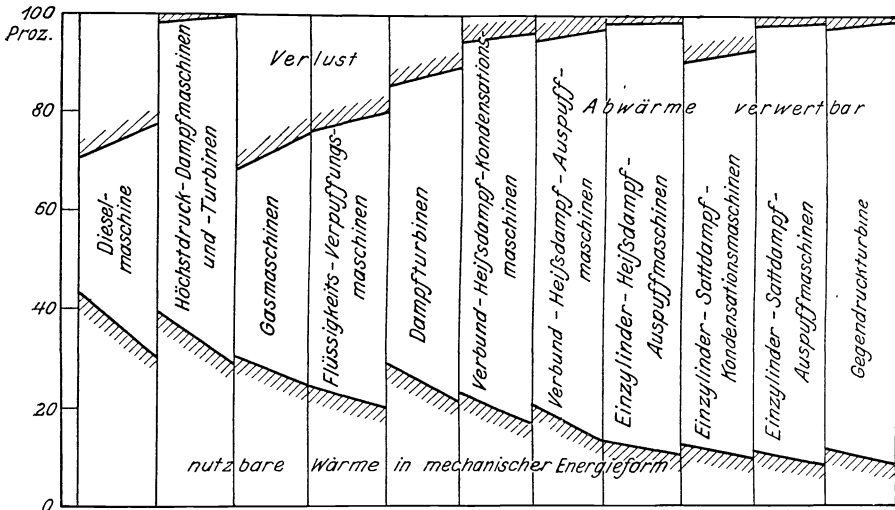 100
Proz.
80
60
40
20
0
Verlust
Abwärme verwertbar
Diesel-
maschine
Höchstdruck-Dampfmaschinen
und -Turbinen
Gasmaschinen
Flüssigkeits-Verpuffungs-
maschinen
Dampfturbinen
Verbund-Heißdampf-Kondensations-
maschinen
Verbund-Heißdampf-Auspuff-
maschinen
Einzylinder-Heißdampf-
Auspuffmaschinen
Einzylinder-Sattdampf-
Kondensationsmaschinen
Einzylinder-Sattdampf-
Auspuffmaschinen
Gegendruckturbine
nutzbare Wärme in mechanischer Energieform